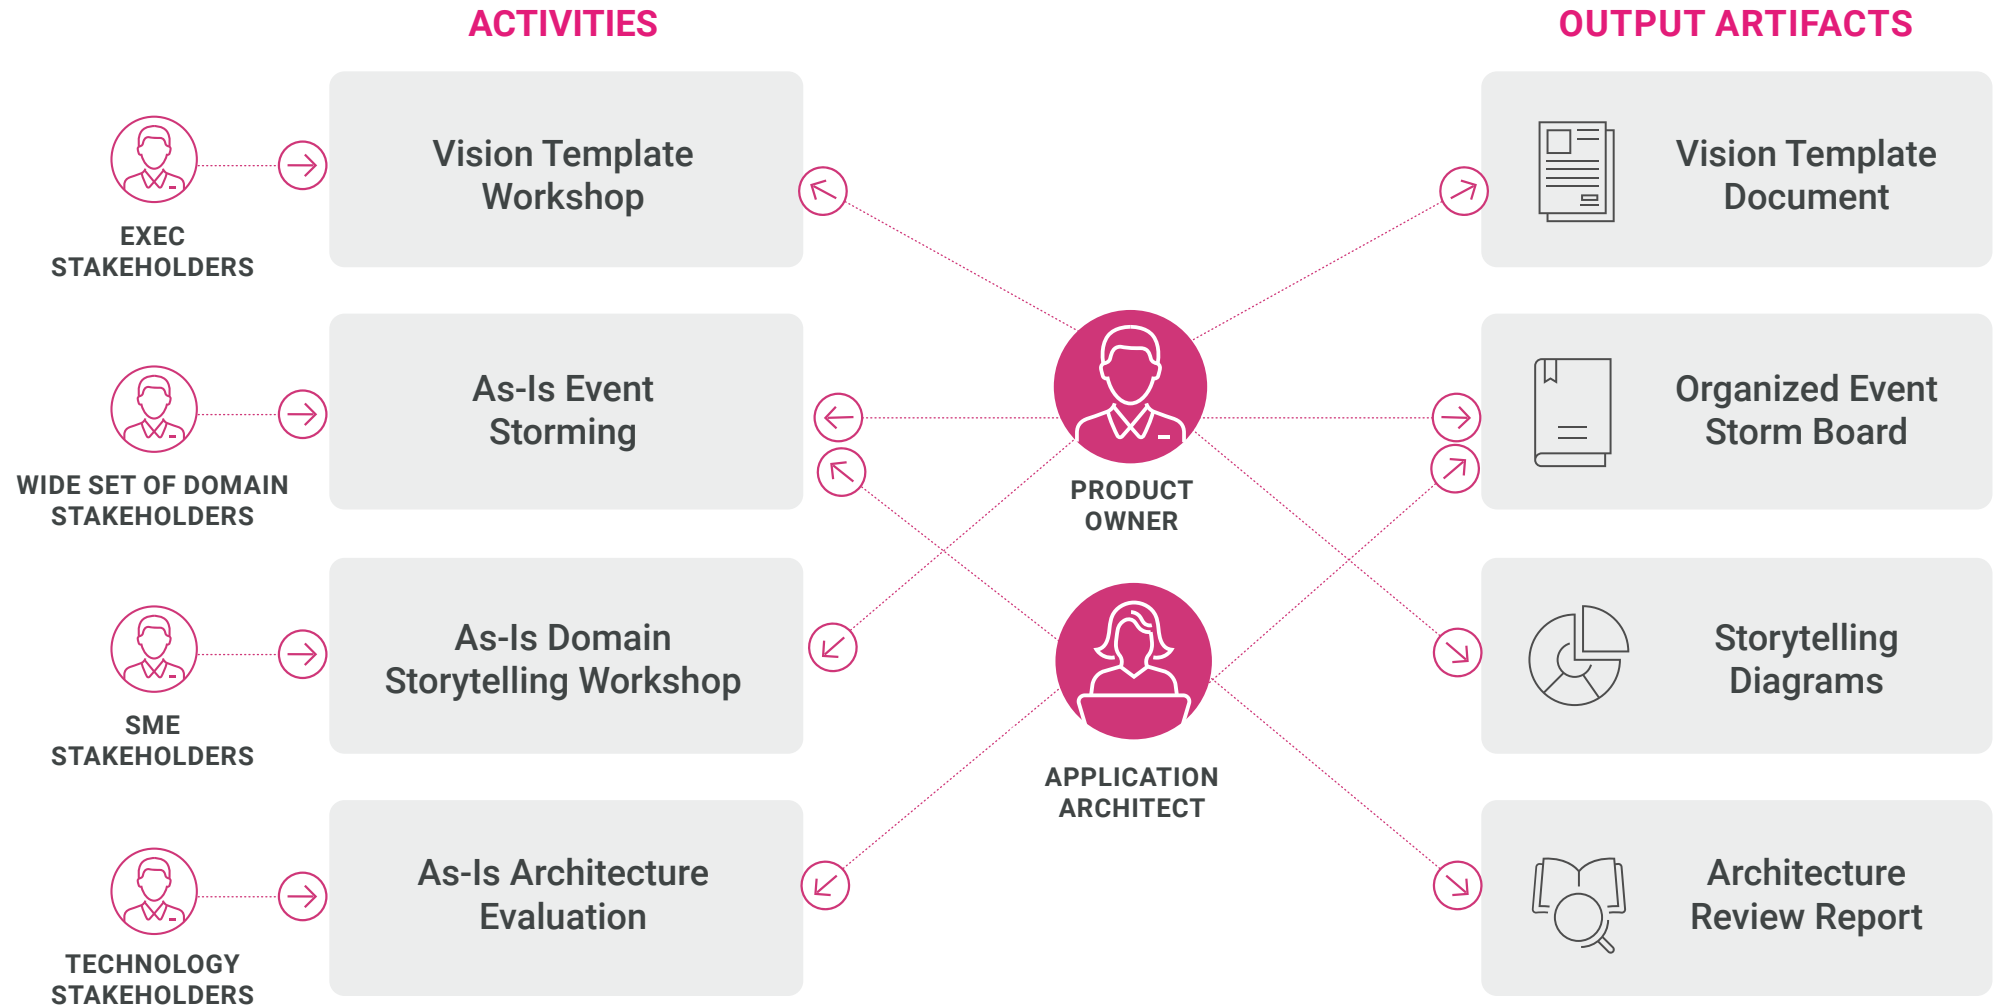 ACTIVITIES
OUTPUT ARTIFACTS
Vision Template
Workshop
EXEC
STAKEHOLDERS
Vision Template
Document
As-Is Event
Storming
WIDE SET OF DOMAIN
STAKEHOLDERS
PRODUCT
OWNER
Organized Event
Storm Board
As-Is Domain
Storytelling Workshop
SME
STAKEHOLDERS
APPLICATION
ARCHITECT
Storytelling
Diagrams
As-Is Architecture
Evaluation
TECHNOLOGY
STAKEHOLDERS
Architecture
Review Report